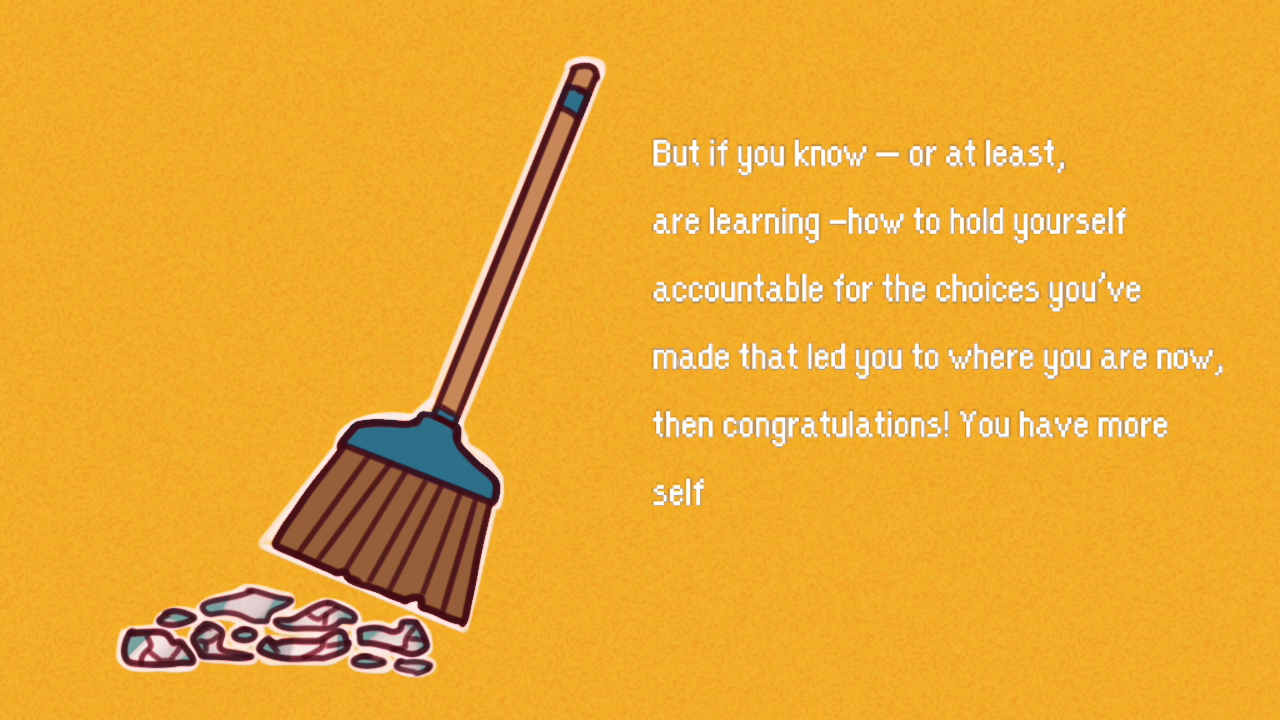 But if you know – or at least,
are learning –how to hold yourself
accountable for the choices you've
made that led you to where you are now,
then congratulations! You have more
self